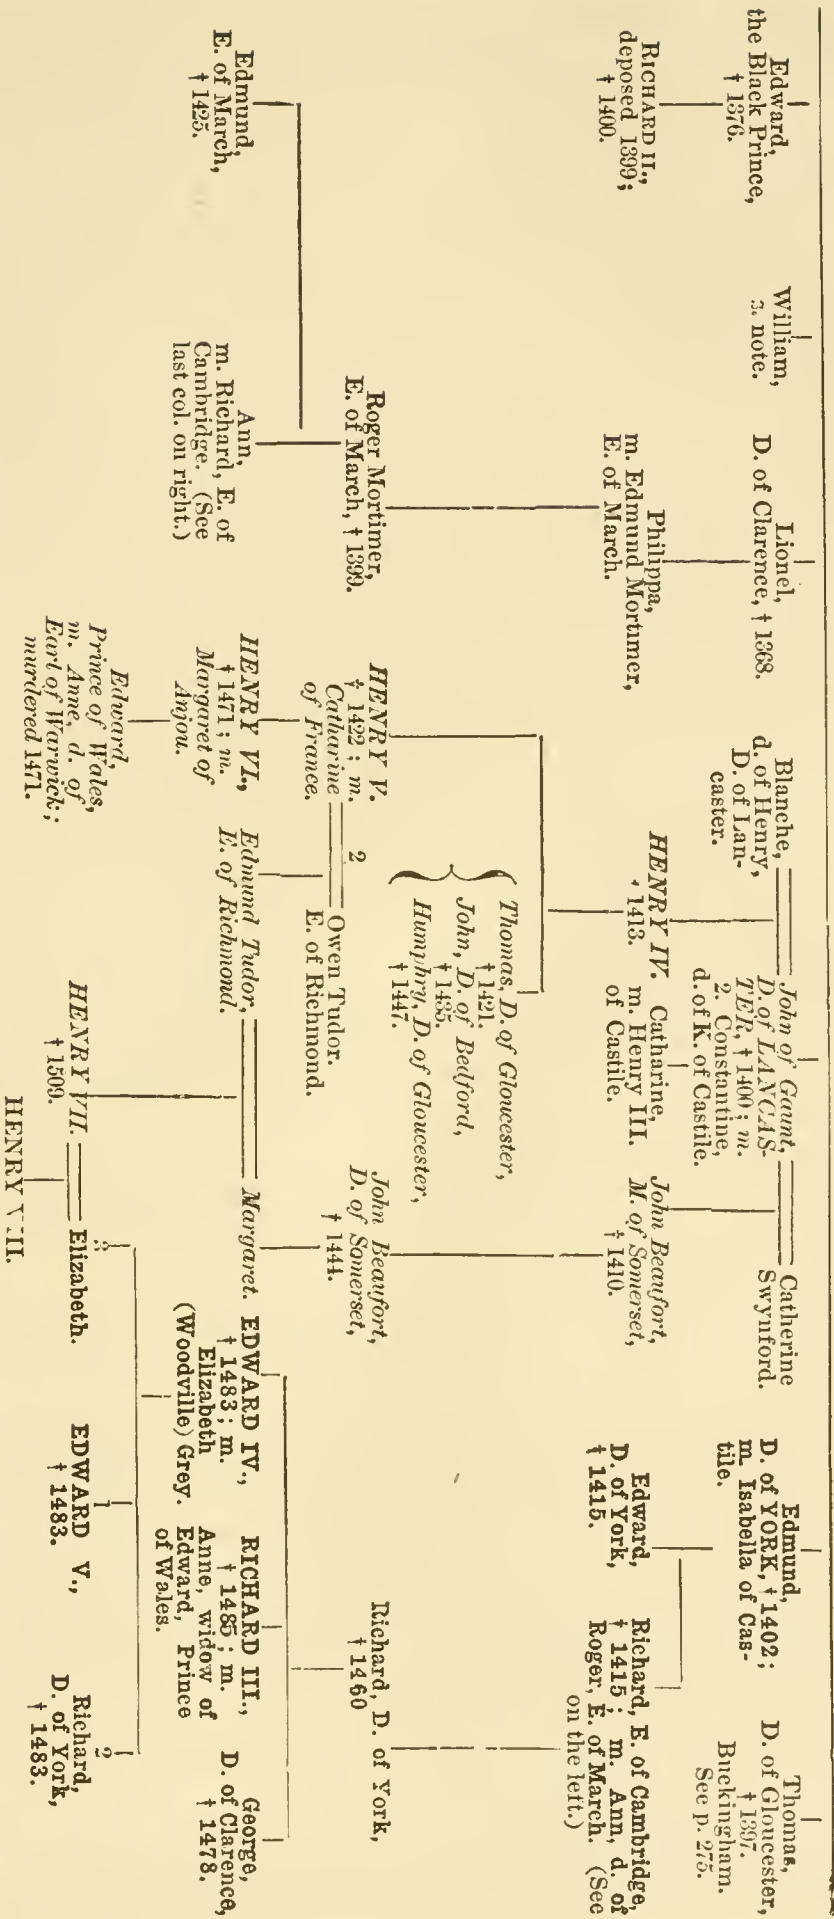 Edward,
the Black Prince,
† 1376.
William,
s. note.
Lionel,
D. of Clarence, † 1368.
Blanche,
d. of Henry,
D. of Lan-
caster.
John of Gaunt,
D. of LANCAS-
TER, † 1400; m.
2. Constantine,
d. of K. of Castile.
Catherine
Swynford.
Edmund,
D. of YORK, † 1402;
m. Isabella of Cas-
tile.
Thomas,
D. of Gloucester,
† 1397.
Buckingham.
See p. 275.
RICHARD II.,
deposed 1399;
† 1400.
Philippa,
m. Edmund Mortimer,
E. of March.
HENRY IV.
† 1413.
Catharine,
m. Henry III.
of Castile.
John Beaufort,
M. of Somerset,
† 1410.
Edward,
D. of York,
† 1415.
Richard, E. of Cambridge,
† 1415; m. Ann, d. of
Roger, E. of March. (See
on the left.)
Thomas, D. of Gloucester,
† 1421.
John, D. of Bedford,
† 1435.
Humphry, D. of Gloucester,
† 1447.
Roger Mortimer,
E. of March, † 1399.
HENRY V.
† 1422; m.
Catharine
of France.
2
Owen Tudor.
E. of Richmond.
John Beaufort,
D. of Somerset,
† 1444.
Richard, D. of York,
† 1460
Edmund,
E. of March,
† 1425.
Ann,
m. Richard, E. of
Cambridge. (See
last col. on right.)
HENRY VI.,
† 1471; m.
Margaret of
Anjou.
Edmund Tudor,
E. of Richmond.
Margaret.
EDWARD IV.,
† 1483; m.
Elizabeth
(Woodville) Grey.
RICHARD III.,
† 1485; m.
Anne, widow of
Edward, Prince
of Wales.
George,
D. of Clarence,
† 1478.
Edward,
Prince of Wales,
m. Anne, d. of
Earl of Warwick;
murdered 1471.
HENRY VII.
† 1509.
3
Elizabeth.
1
EDWARD V.,
† 1483.
2
Richard,
D. of York,
† 1483.
HENRY VIII.